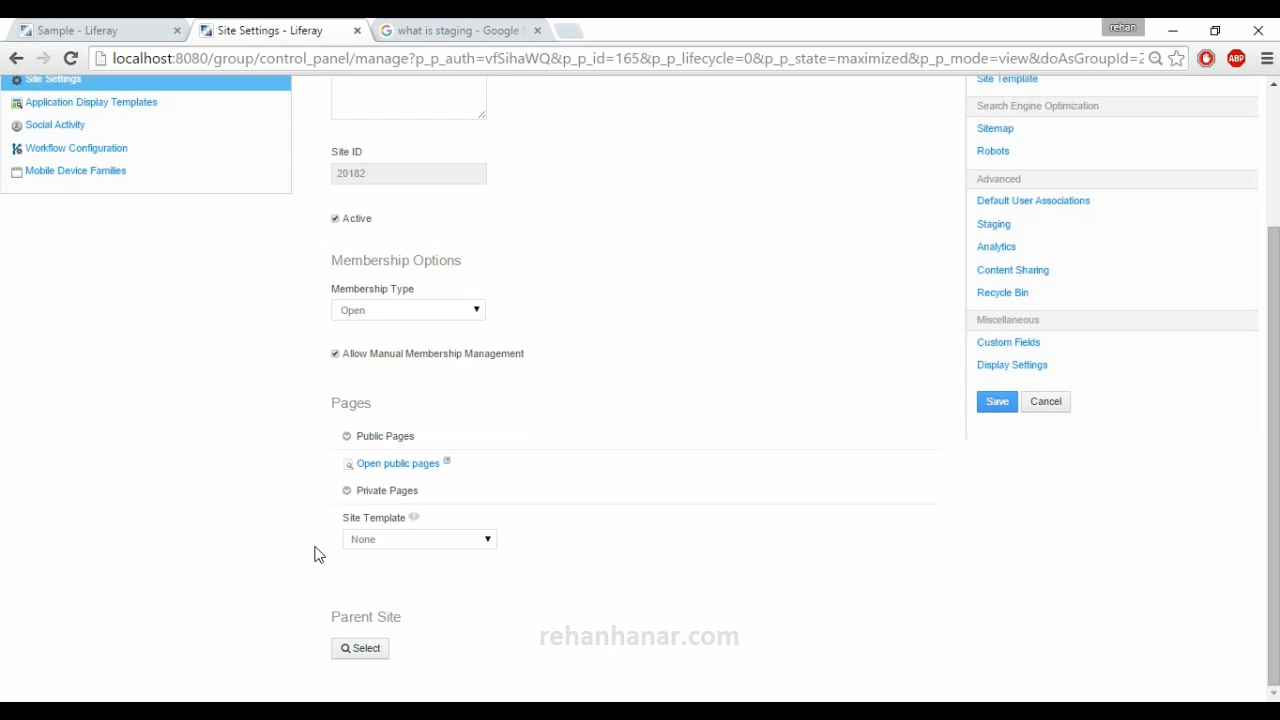 Sample - Liferay
Site Settings - Liferay
what is staging - Google S
rehan
localhost:8080/group/control_panel/manage?p_p_auth=vfSihaWQ&p_p_id=165&p_p_lifecycle=0&p_p_state=maximized&p_p_mode=view&doAsGroupId=2
ABP
Site Settings
Application Display Templates
Social Activity
Workflow Configuration
Mobile Device Families
Site ID
20182
Active
Membership Options
Membership Type
Open
Allow Manual Membership Management
Pages
Public Pages
Open public pages
Private Pages
Site Template
None
Parent Site
Select
Site Template
Search Engine Optimization
Sitemap
Robots
Advanced
Default User Associations
Staging
Analytics
Content Sharing
Recycle Bin
Miscellaneous
Custom Fields
Display Settings
Save
Cancel
rehanhanar.com